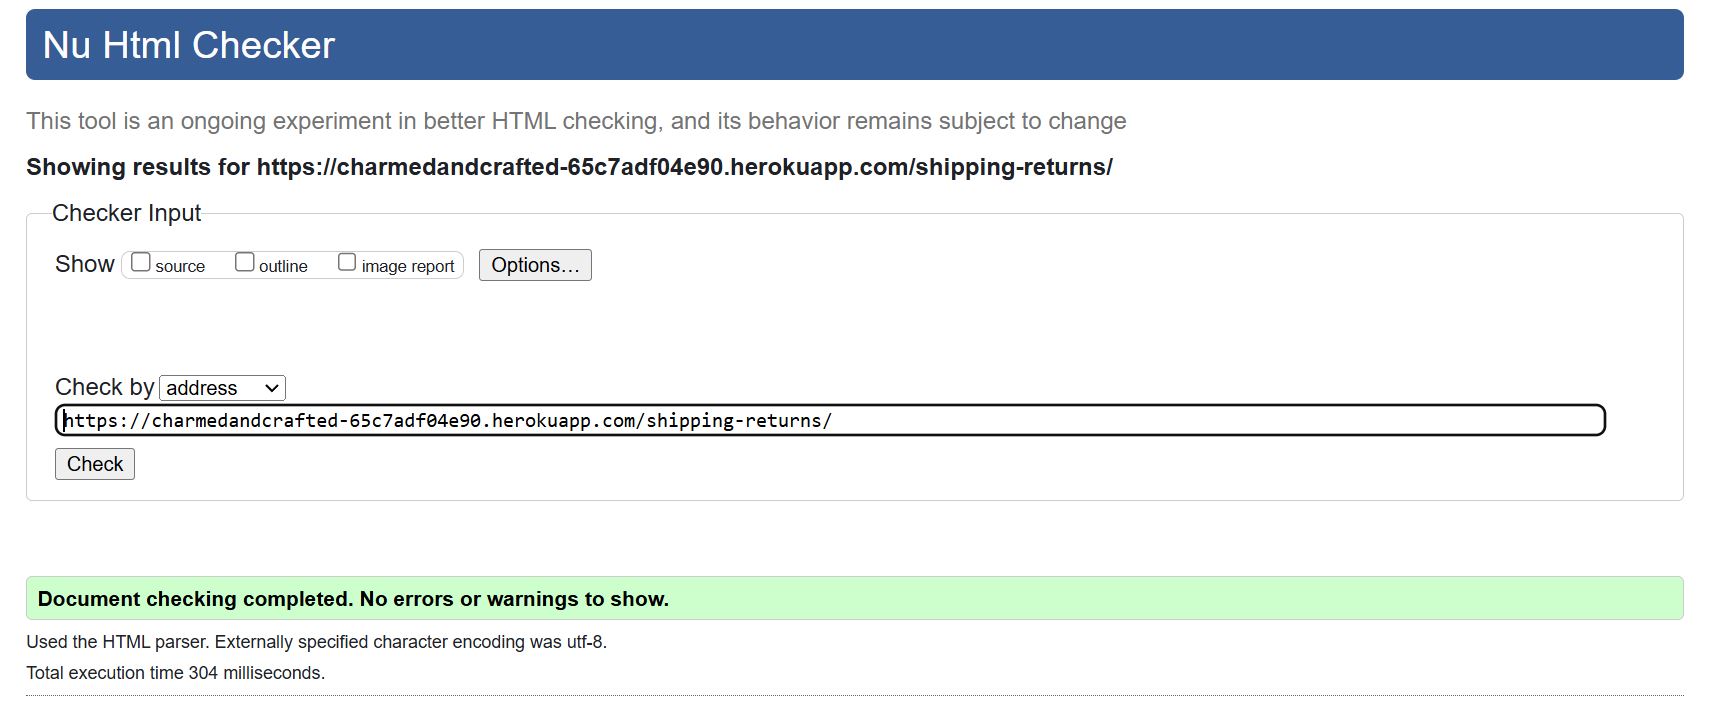 Nu Html Checker
This tool is an ongoing experiment in better HTML checking, and its behavior remains subject to change
Showing results for https://charmedandcrafted-65c7adf04e90.herokuapp.com/shipping-returns/
Checker Input
Show source outline image report Options...
Check by address
https://charmedandcrafted-65c7adf04e90.herokuapp.com/shipping-returns/
Check
Document checking completed. No errors or warnings to show.
Used the HTML parser. Externally specified character encoding was utf-8.
Total execution time 304 milliseconds.